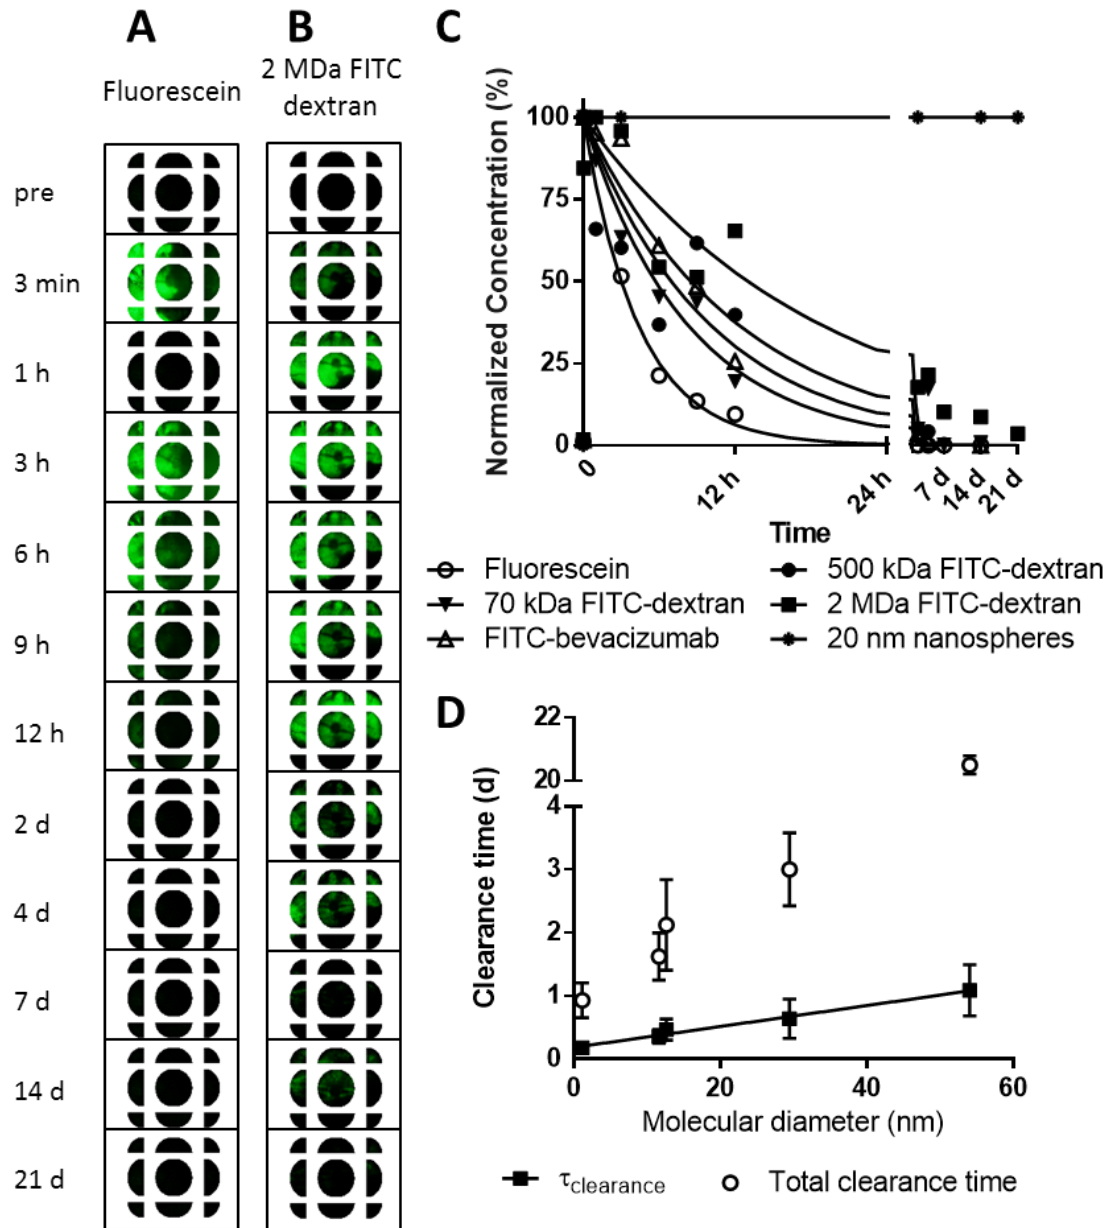 A
B
C
Fluorescein
2 MDa FITC
dextran
pre
3 min
1 h
3 h
6 h
9 h
12 h
2 d
4 d
7 d
14 d
21 d
Normalized Concentration (%)
100
75
50
25
0
0
12 h
24 h
7 d
14 d
21 d
Time
Fluorescein
500 kDa FITC-dextran
70 kDa FITC-dextran
2 MDa FITC-dextran
FITC-bevacizumab
20 nm nanospheres
D
Clearance time (d)
22
20
4
3
2
1
0
0
20
40
60
Molecular diameter (nm)
τclearance
Total clearance time